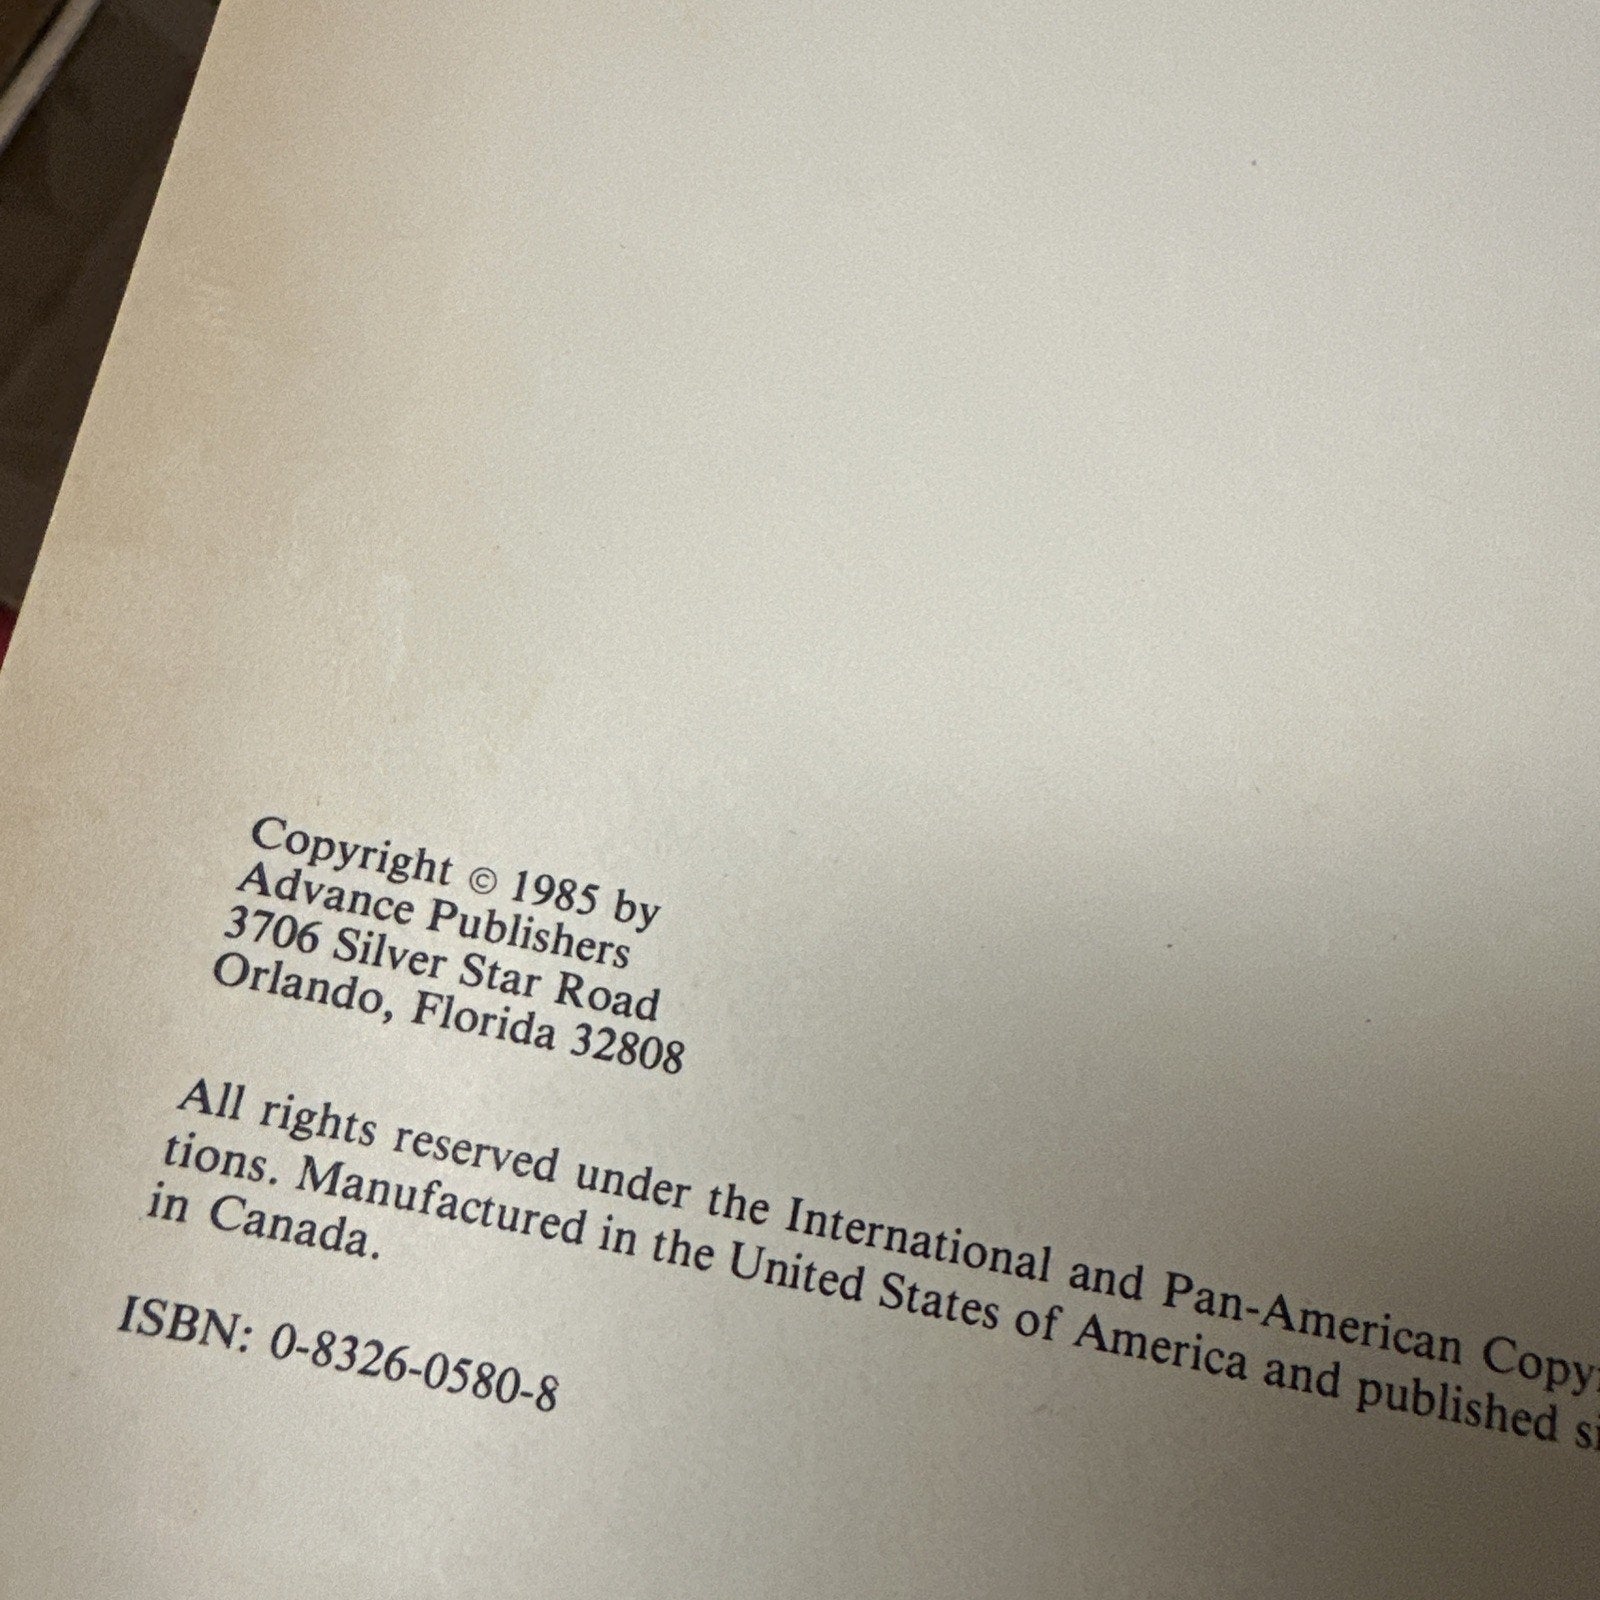 Copyright © 1985 by
Advance Publishers
3706 Silver Star Road
Orlando, Florida 32808
All rights reserved under the International and Pan-American Copy
tions. Manufactured in the United States of America and published si
in Canada.
ISBN: 0-8326-0580-8